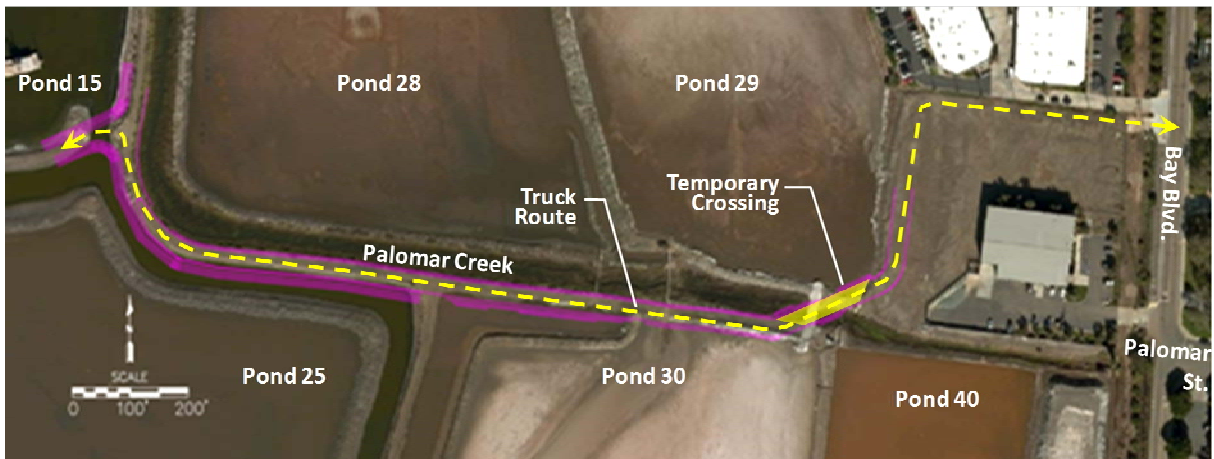 Pond 15
Pond 28
Pond 29
Bay Blvd.
Truck
Route
Temporary
Crossing
Palomar Creek
SCALE
0 100' 200'
Pond 25
Pond 30
Pond 40
Palomar
St.